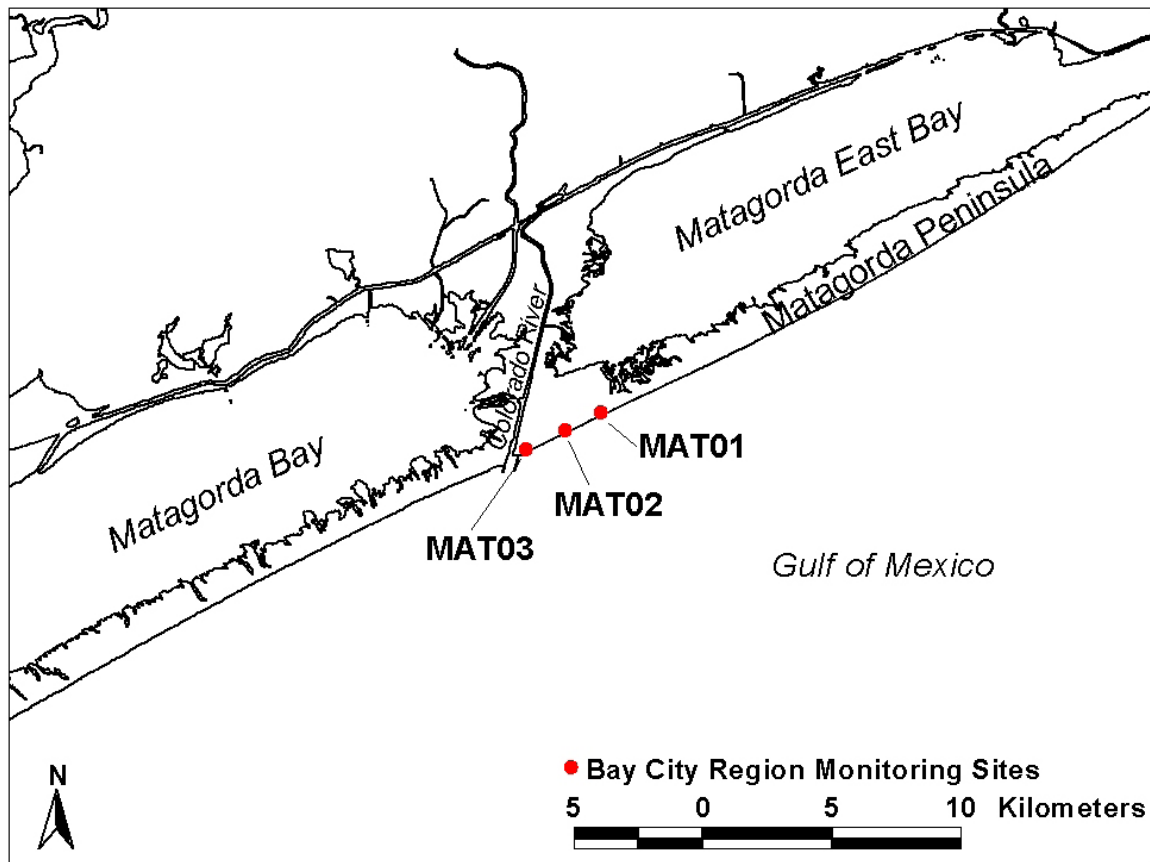 Matagorda East Bay
Matagorda Peninsula
Colorado River
Matagorda Bay
MAT01
MAT02
MAT03
Gulf of Mexico
N
Bay City Region Monitoring Sites
5 0 5 10 Kilometers